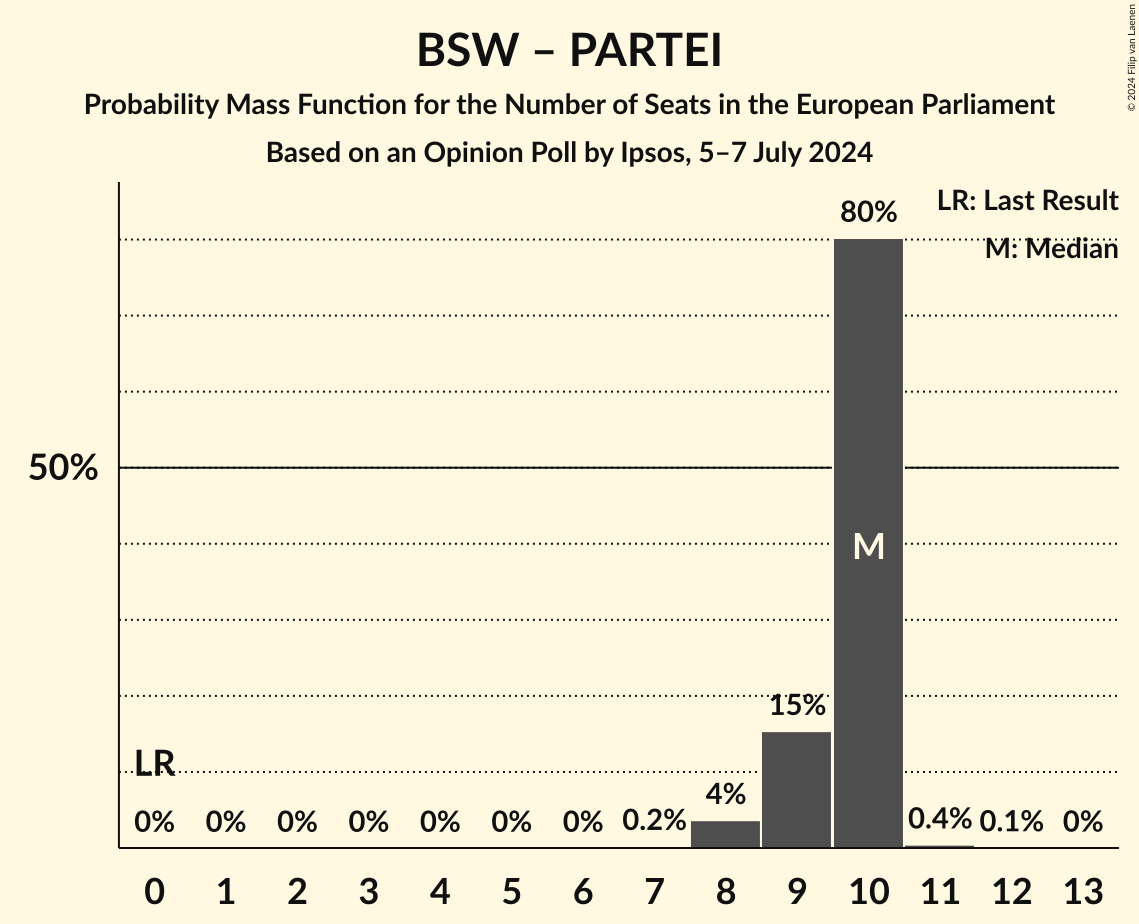 BSW – PARTEI
Probability Mass Function for the Number of Seats in the European Parliament
Based on an Opinion Poll by Ipsos, 5–7 July 2024
© 2024 Filip van Laenen
LR: Last Result
M: Median
80%
50%
M
15%
LR
4%
0% 0% 0% 0% 0% 0% 0% 0.2% 0.4% 0.1% 0%
0 1 2 3 4 5 6 7 8 9 10 11 12 13